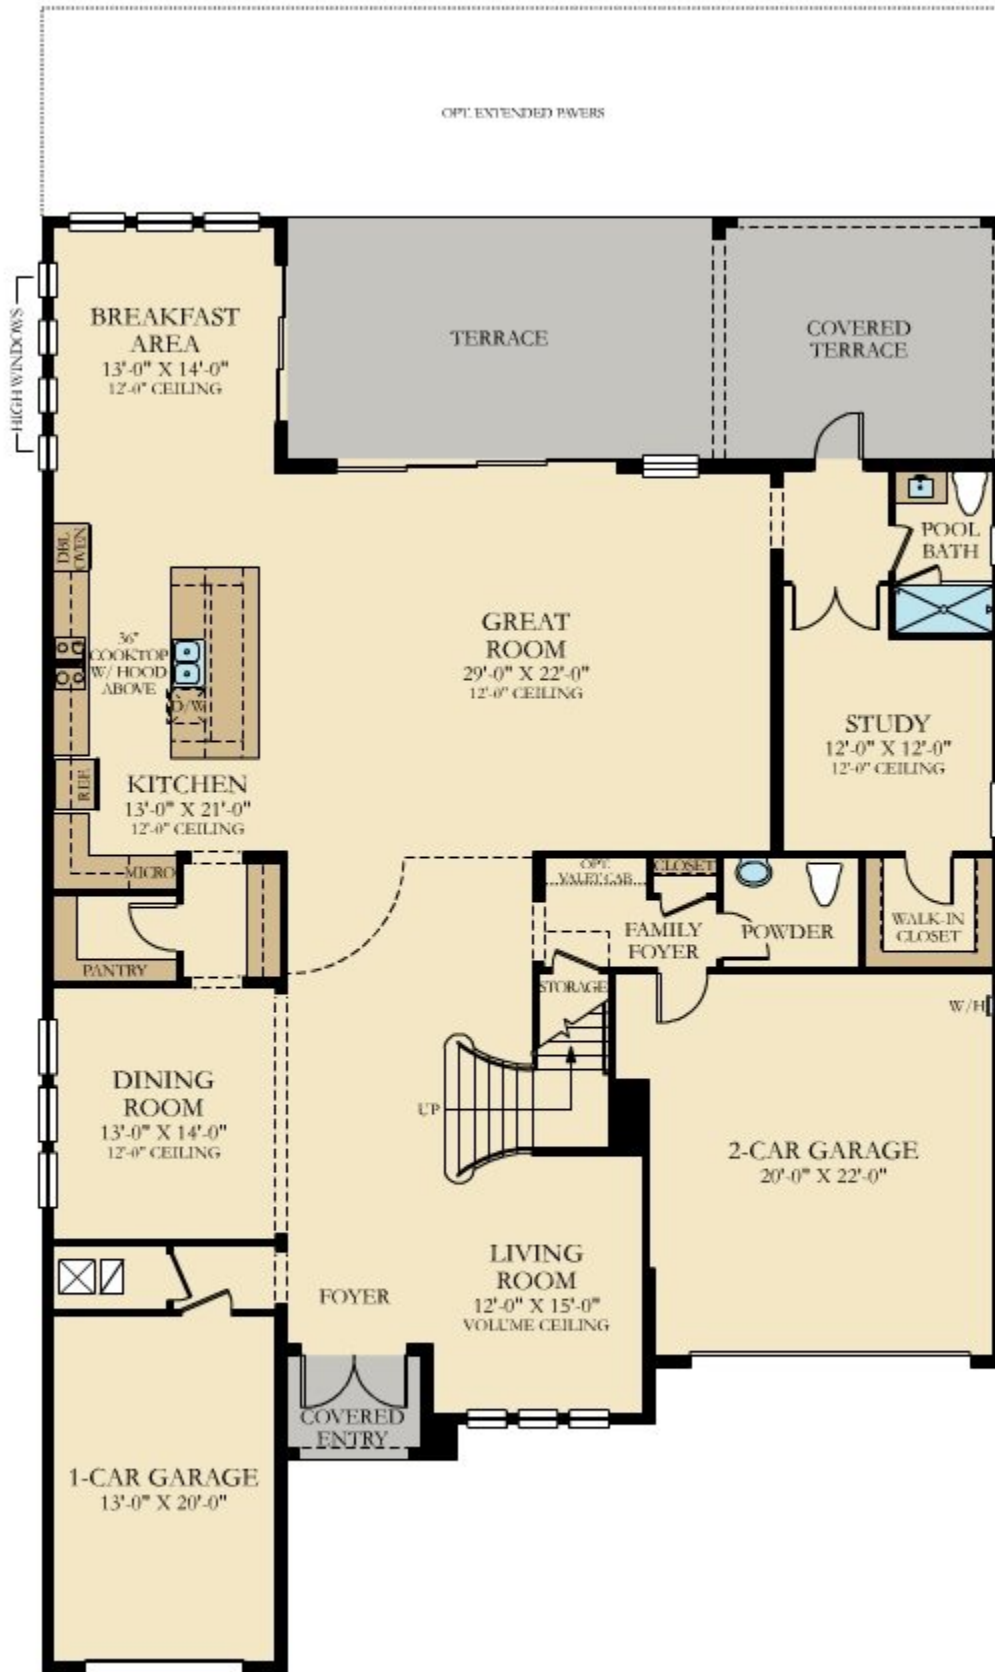 OPT. EXTENDED PAVERS
HIGH WINDOWS
BREAKFAST
AREA
13'-0" X 14'-0"
12'-0" CEILING
TERRACE
COVERED
TERRACE
DBL
OVEN
POOL
BATH
36"
COOKTOP
W/ HOOD
ABOVE
D/W
GREAT
ROOM
29'-0" X 22'-0"
12'-0" CEILING
STUDY
12'-0" X 12'-0"
12'-0" CEILING
REF
KITCHEN
13'-0" X 21'-0"
12'-0" CEILING
MICRO
OPT.
VALET CAB
CLOSET
PANTRY
FAMILY
FOYER
POWDER
WALK-IN
CLOSET
STORAGE
W/H
DINING
ROOM
13'-0" X 14'-0"
12'-0" CEILING
UP
2-CAR GARAGE
20'-0" X 22'-0"
FOYER
LIVING
ROOM
12'-0" X 15'-0"
VOLUME CEILING
COVERED
ENTRY
1-CAR GARAGE
13'-0" X 20'-0"